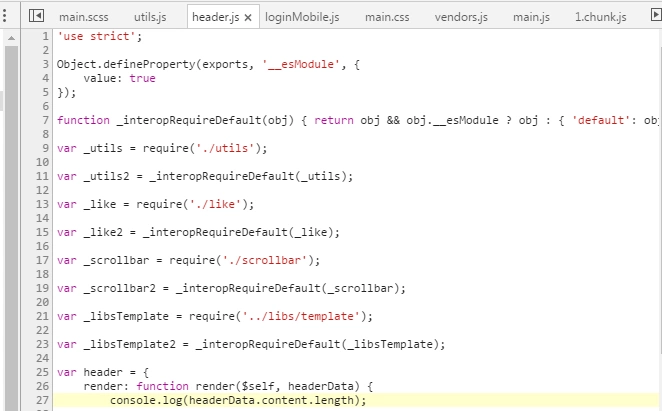 main.scss utils.js header.js × loginMobile.js main.css vendors.js main.js 1.chunk.js
1 'use strict';
2
3 Object.defineProperty(exports, '__esModule', {
4     value: true
5 });
6
7 function _interopRequireDefault(obj) { return obj && obj.__esModule ? obj : { 'default': obj
8
9 var _utils = require('./utils');
10
11 var _utils2 = _interopRequireDefault(_utils);
12
13 var _like = require('./like');
14
15 var _like2 = _interopRequireDefault(_like);
16
17 var _scrollbar = require('./scrollbar');
18
19 var _scrollbar2 = _interopRequireDefault(_scrollbar);
20
21 var _libsTemplate = require('../libs/template');
22
23 var _libsTemplate2 = _interopRequireDefault(_libsTemplate);
24
25 var header = {
26     render: function render($self, headerData) {
27         console.log(headerData.content.length);